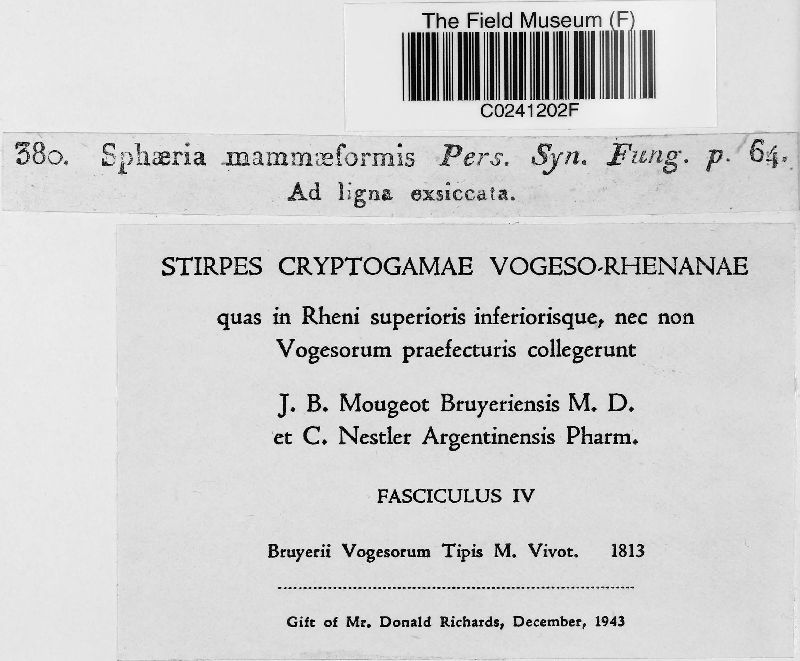 The Field Museum (F)
C0241202F
380. Sphæria mammæformis Pers. Syn. Fung. p. 64.
Ad ligna exsiccata.
STIRPES CRYPTOGAMAE VOGESO-RHENANAE
quas in Rheni superioris inferiorisque, nec non
Vogesorum praefecturis collegerunt
J. B. Mougeot Bruyeriensis M. D.
et C. Nestler Argentinensis Pharm.
FASCICULUS IV
Bruyerii Vogesorum Tipis M. Vivot. 1813
Gift of Mr. Donald Richards, December, 1943